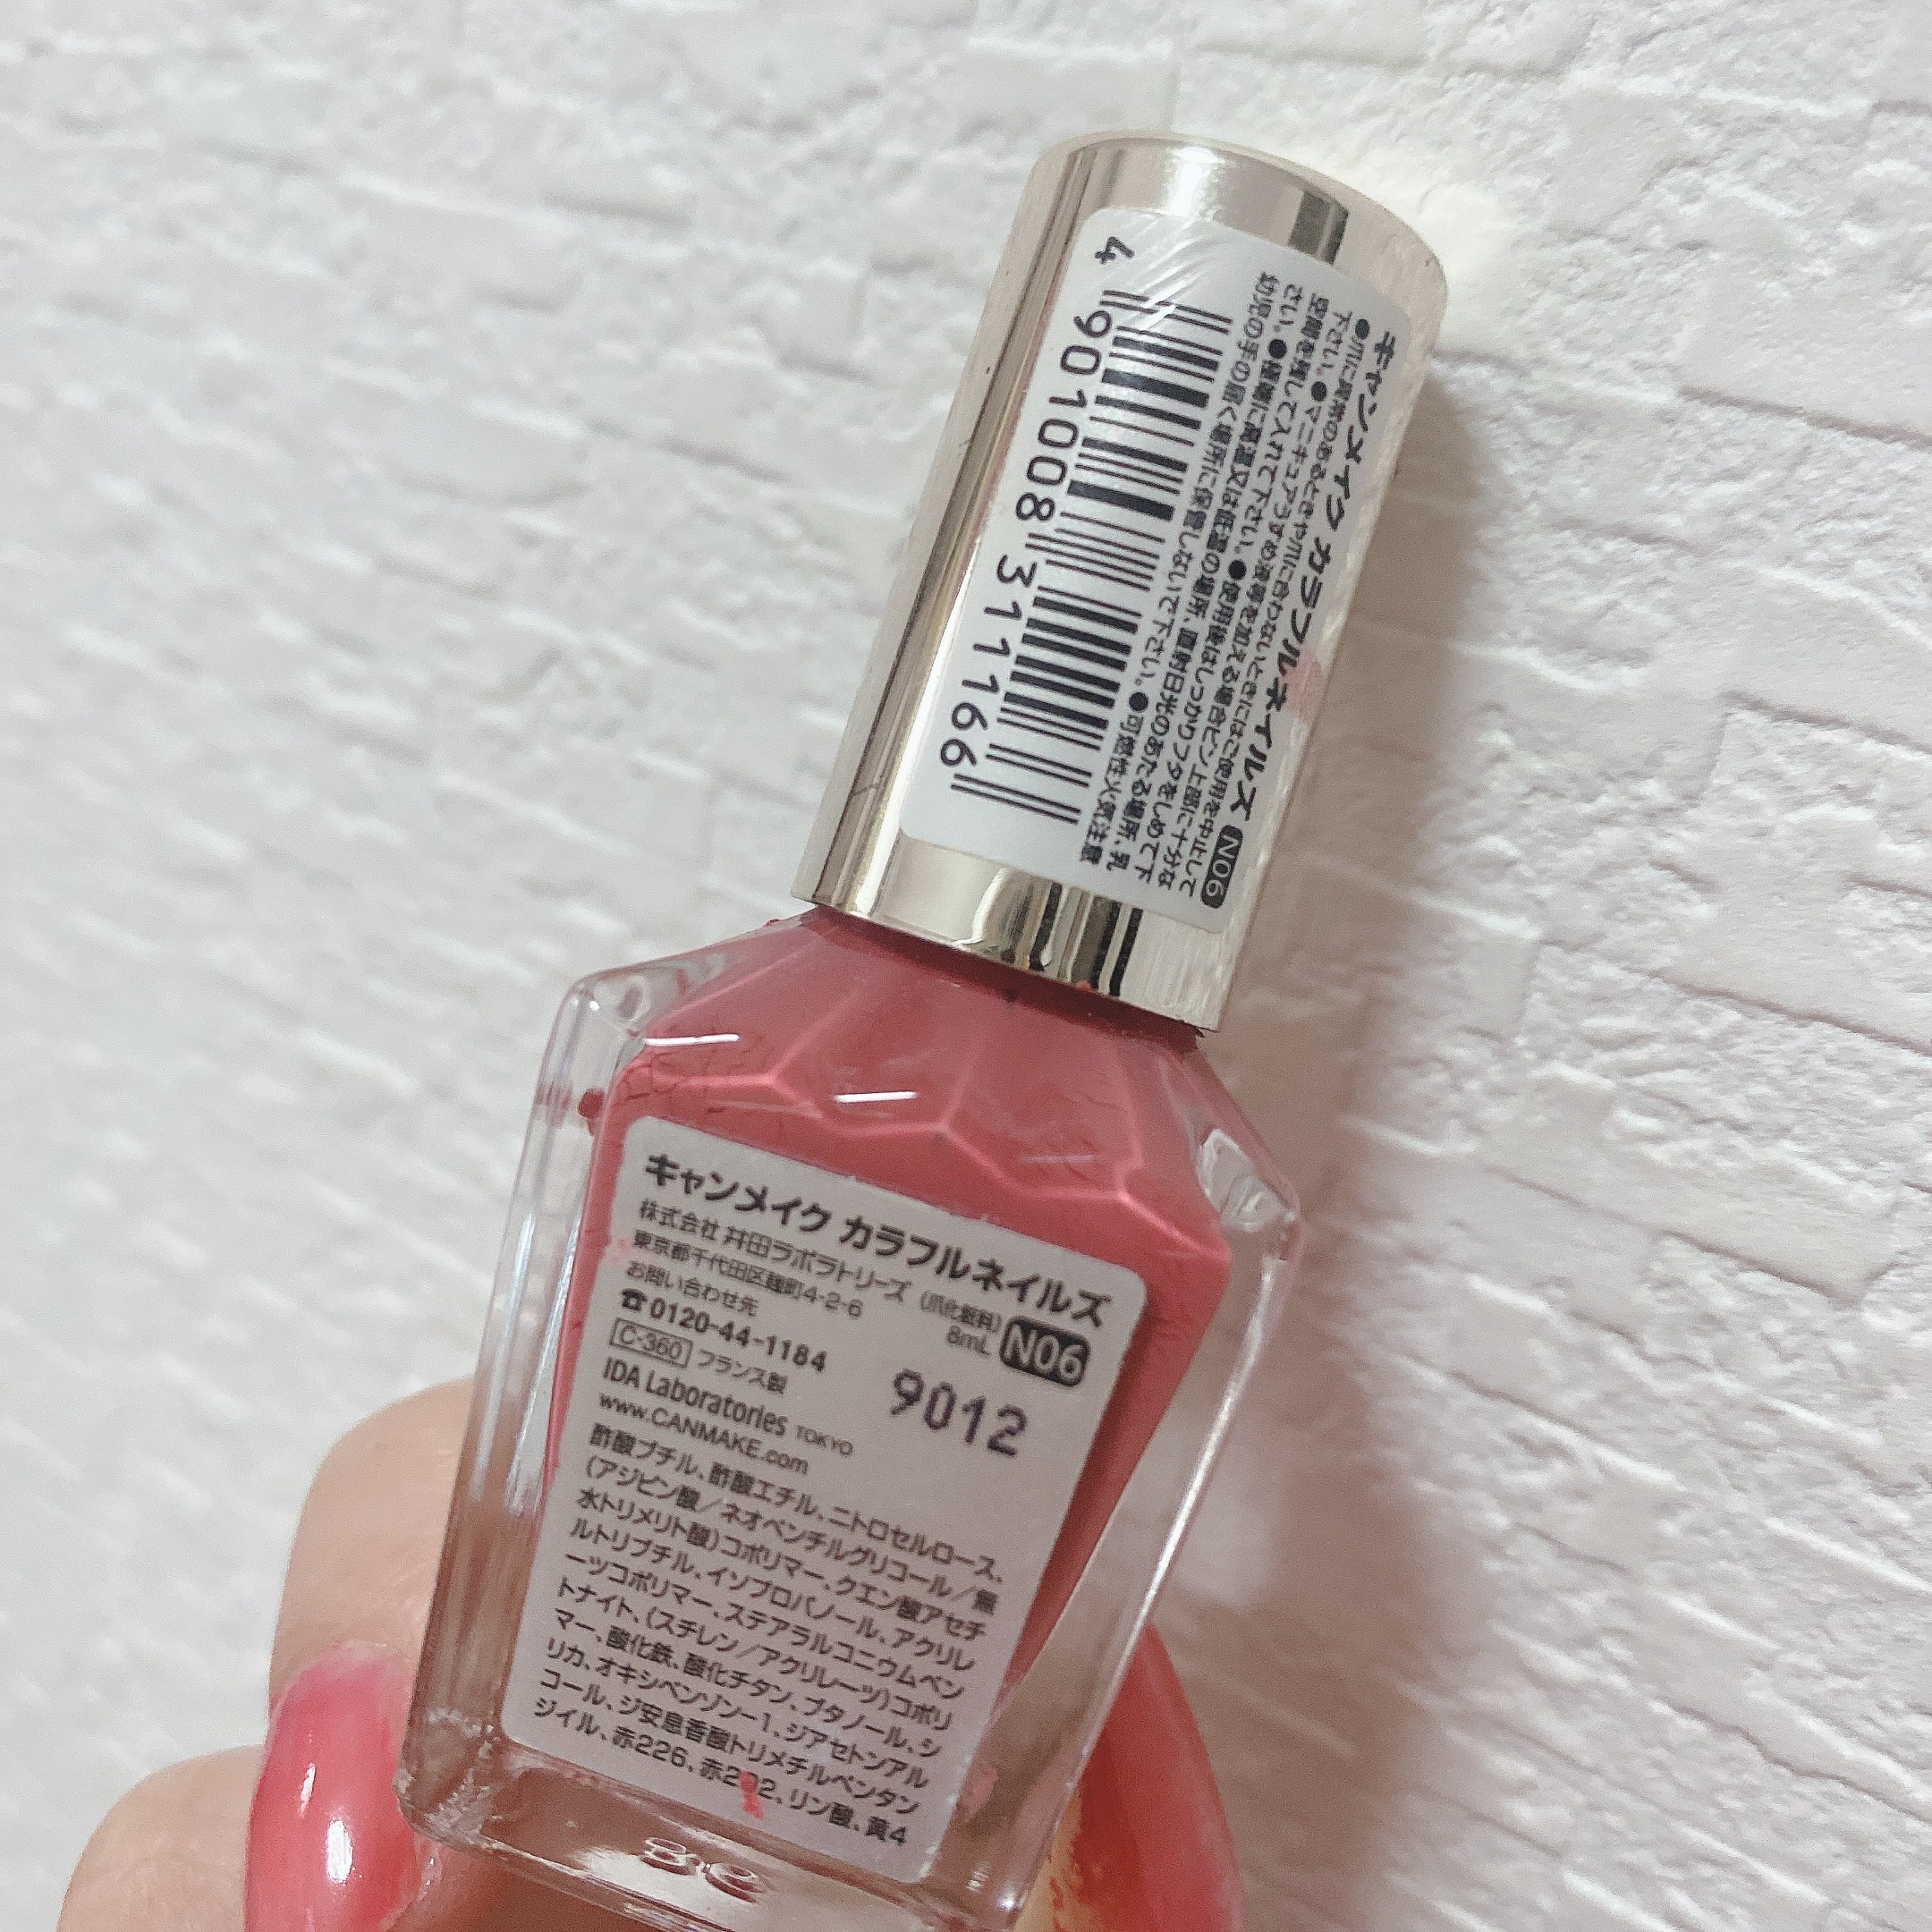 キャンメイク カラフルネイルズ N06
●爪に異常のあるときや爪に合わないときにはご使用を中止して
下さい。●マニキュアうすめ液等を加える場合ビン上部に十分な
空間を残して入れて下さい。●使用後はしっかりフタをしめて下
さい。●極端に高温又は低温の場所、直射日光のあたる場所、乳
幼児の手の届く場所に保管しないで下さい。●可燃性火気注意
4 901008 311166
キャンメイク カラフルネイルズ
株式会社 井田ラボラトリーズ (爪化粧料)
東京都千代田区麹町4-2-6 8mL N06
お問い合わせ先
☎0120-44-1184
C-360 フランス製
9012
IDA Laboratories TOKYO
www.CANMAKE.com
酢酸ブチル、酢酸エチル、ニトロセルロース、
(アジピン酸/ネオペンチルグリコール/無
水トリメリト酸)コポリマー、クエン酸アセチ
ルトリブチル、イソプロパノール、アクリレ
ーツコポリマー、ステアラルコニウムベン
トナイト、(スチレン/アクリレーツ)コポリ
マー、酸化鉄、酸化チタン、ブタノール、シ
リカ、オキシベンゾン-1、ジアセトンアル
コール、ジ安息香酸トリメチルペンタン
ジイル、赤226、赤202、リン酸、黄4